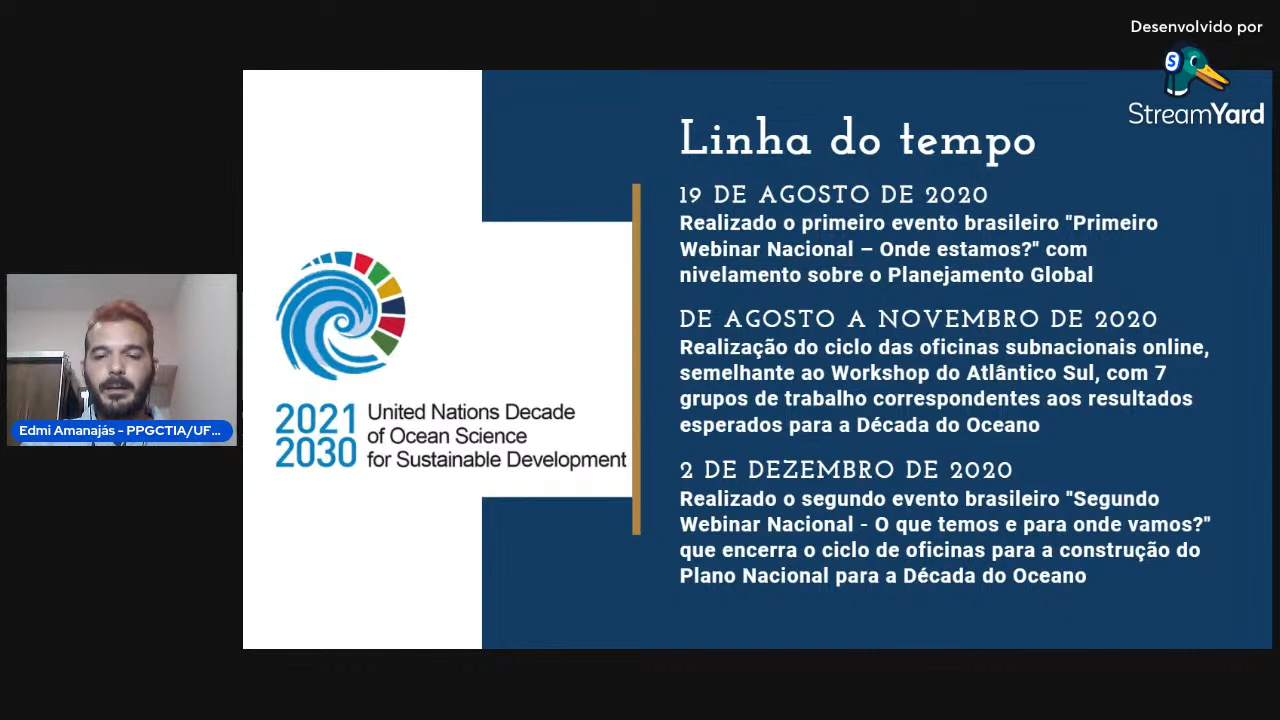 Desenvolvido por
StreamYard
Linha do tempo
19 DE AGOSTO DE 2020
Realizado o primeiro evento brasileiro "Primeiro
Webinar Nacional – Onde estamos?" com
nivelamento sobre o Planejamento Global
DE AGOSTO A NOVEMBRO DE 2020
Realização do ciclo das oficinas subnacionais online,
semelhante ao Workshop do Atlântico Sul, com 7
grupos de trabalho correspondentes aos resultados
esperados para a Década do Oceano
2 DE DEZEMBRO DE 2020
Realizado o segundo evento brasileiro "Segundo
Webinar Nacional - O que temos e para onde vamos?"
que encerra o ciclo de oficinas para a construção do
Plano Nacional para a Década do Oceano
2021 United Nations Decade
of Ocean Science
2030 for Sustainable Development
Edmi Amanajás - PPGCTIA/UF...